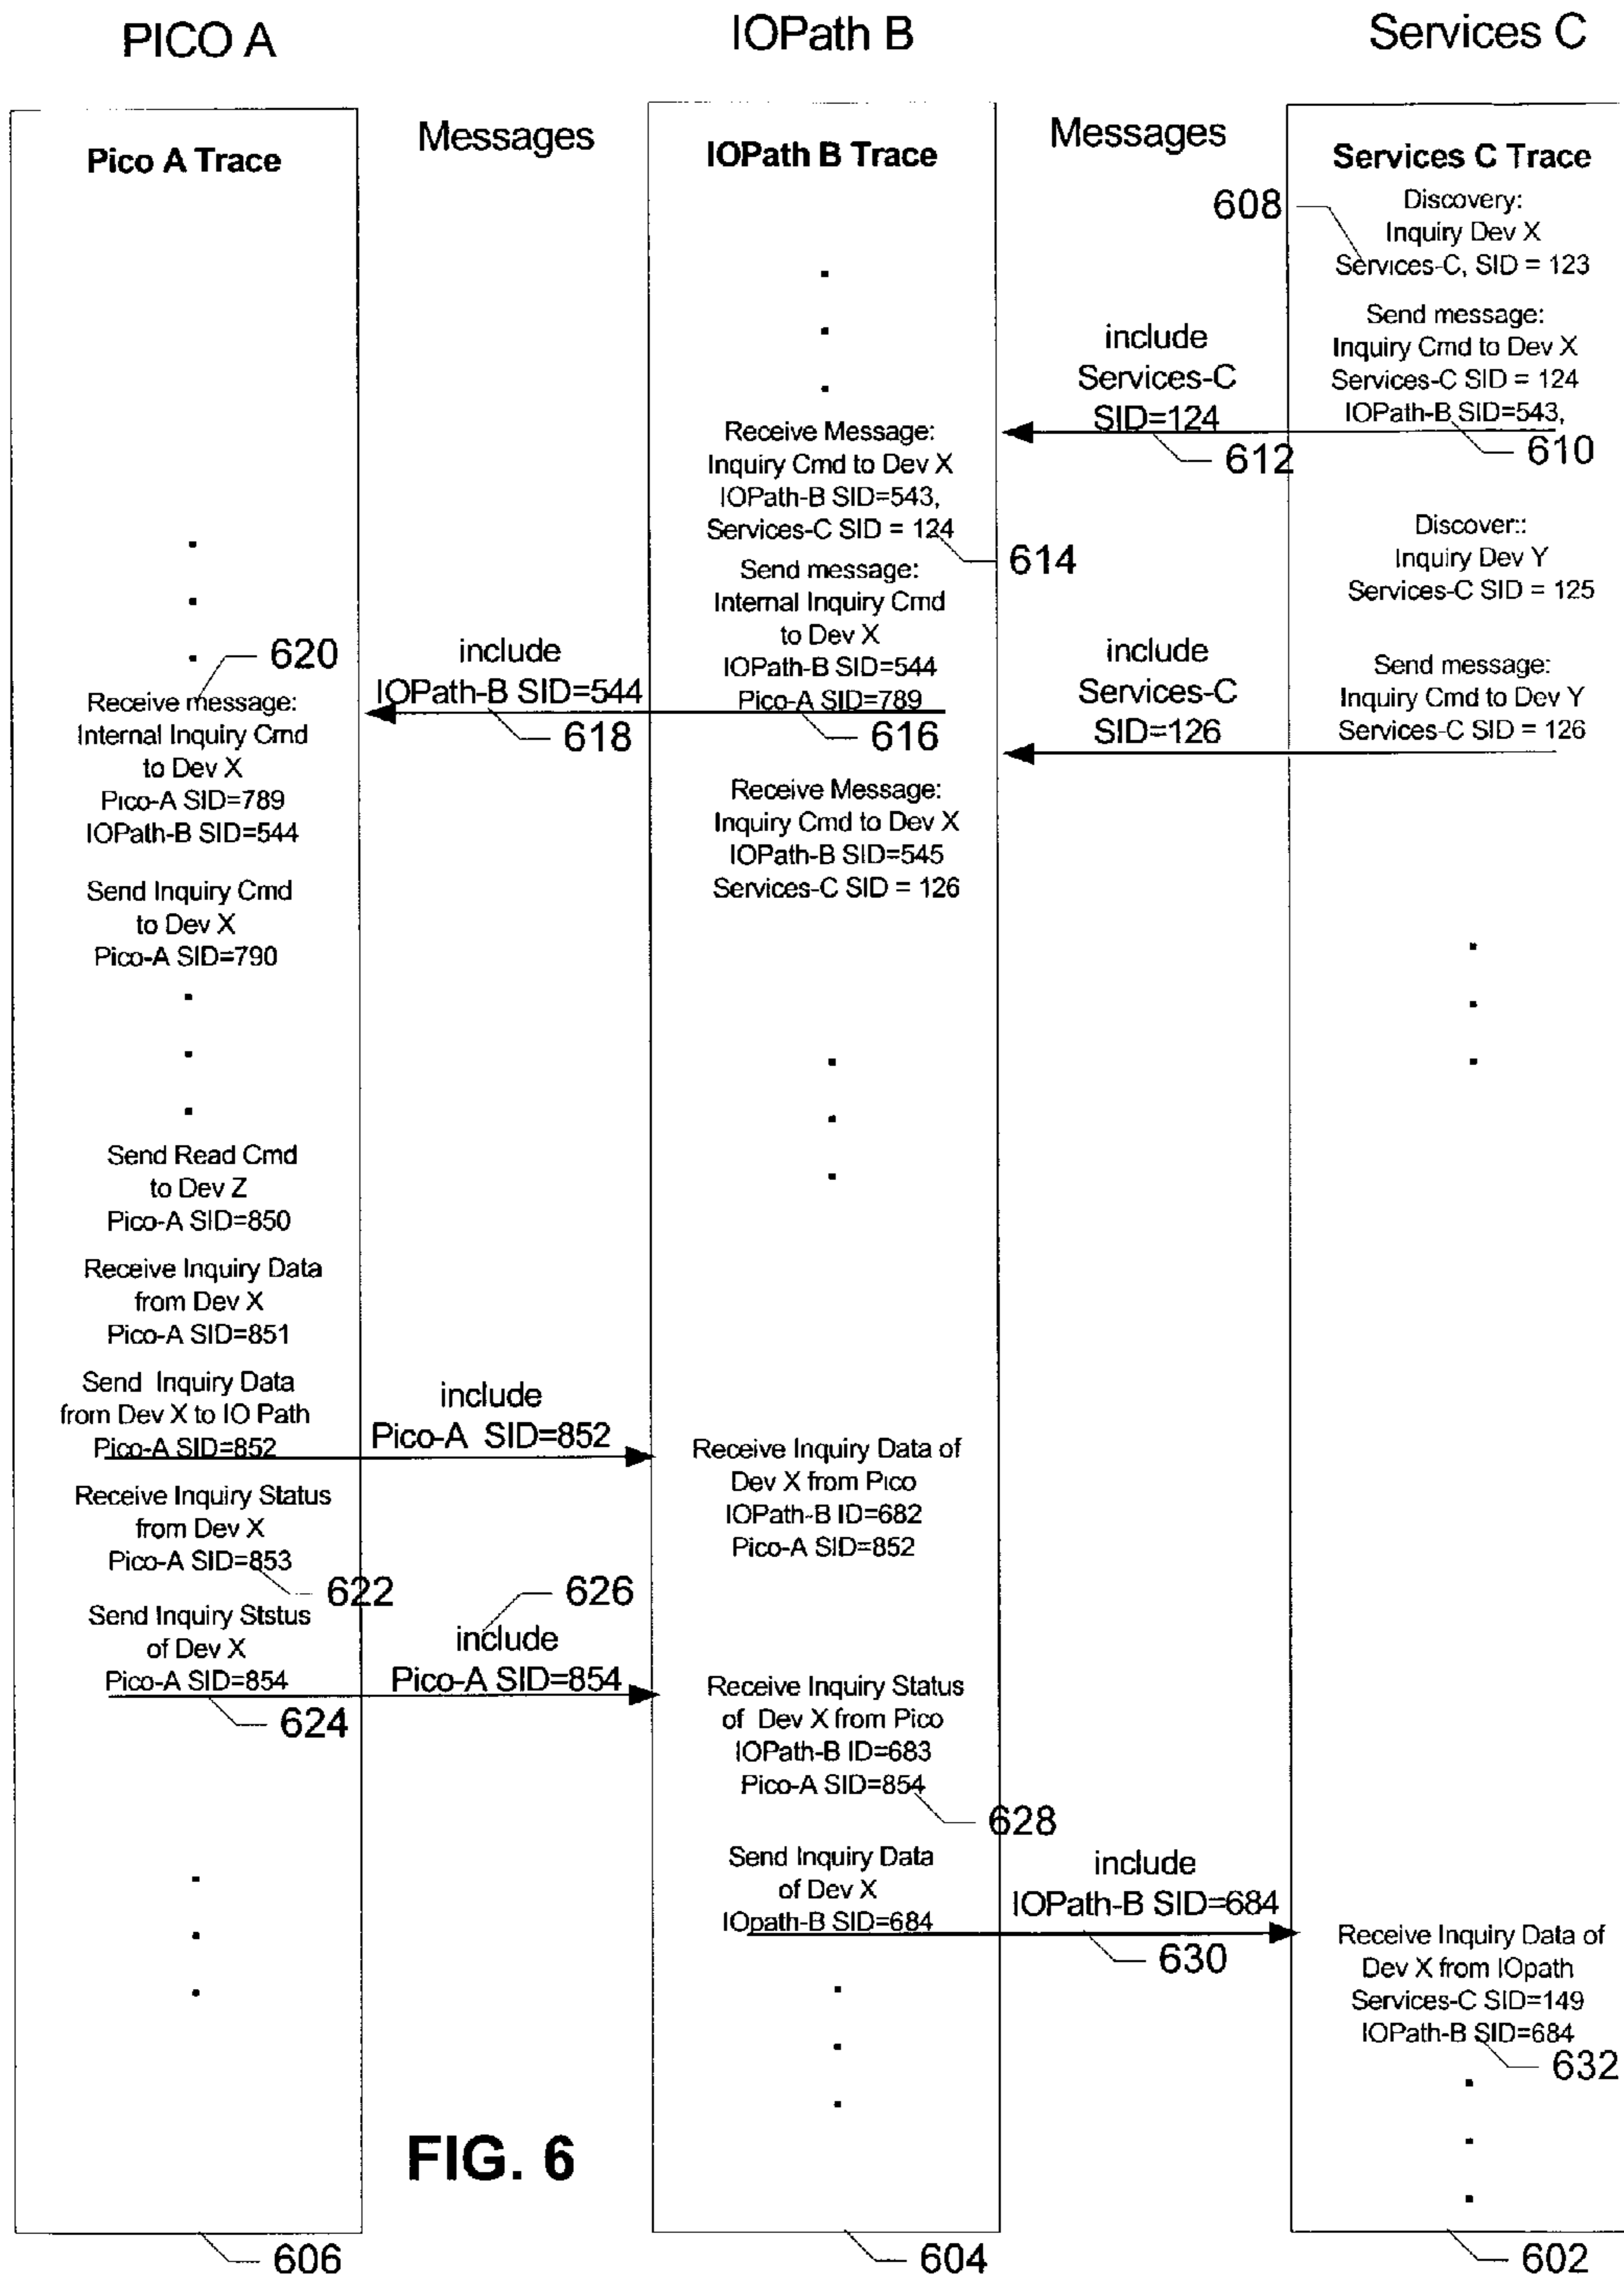 PICO A
IOPath B
Services C
Messages
Messages
Pico A Trace
IOPath B Trace
Services C Trace
608
Discovery:
Inquiry Dev X
Services-C, SID = 123
Send message:
Inquiry Cmd to Dev X
Services-C SID = 124
IOPath-B SID=543,
610
include
Services-C
SID=124
612
Receive Message:
Inquiry Cmd to Dev X
IOPath-B SID=543,
Services-C SID = 124
614
Discover::
Inquiry Dev Y
Services-C SID = 125
Send message:
Internal Inquiry Cmd
to Dev X
IOPath-B SID=544
Pico-A SID=789
616
include
Services-C
SID=126
Send message:
Inquiry Cmd to Dev Y
Services-C SID = 126
620
include
IOPath-B SID=544
618
Receive message:
Internal Inquiry Cmd
to Dev X
Pico-A SID=789
IOPath-B SID=544
Receive Message:
Inquiry Cmd to Dev X
IOPath-B SID=545
Services-C SID = 126
Send Inquiry Cmd
to Dev X
Pico-A SID=790
Send Read Cmd
to Dev Z
Pico-A SID=850
Receive Inquiry Data
from Dev X
Pico-A SID=851
Send Inquiry Data
from Dev X to IO Path
Pico-A SID=852
include
Pico-A SID=852
Receive Inquiry Data of
Dev X from Pico
IOPath-B ID=682
Pico-A SID=852
Receive Inquiry Status
from Dev X
Pico-A SID=853
622
626
Send Inquiry Ststus
of Dev X
Pico-A SID=854
624
include
Pico-A SID=854
Receive Inquiry Status
of Dev X from Pico
IOPath-B ID=683
Pico-A SID=854
628
Send Inquiry Data
of Dev X
IOpath-B SID=684
include
IOPath-B SID=684
630
Receive Inquiry Data of
Dev X from IOpath
Services-C SID=149
IOPath-B SID=684
632
FIG. 6
606
604
602